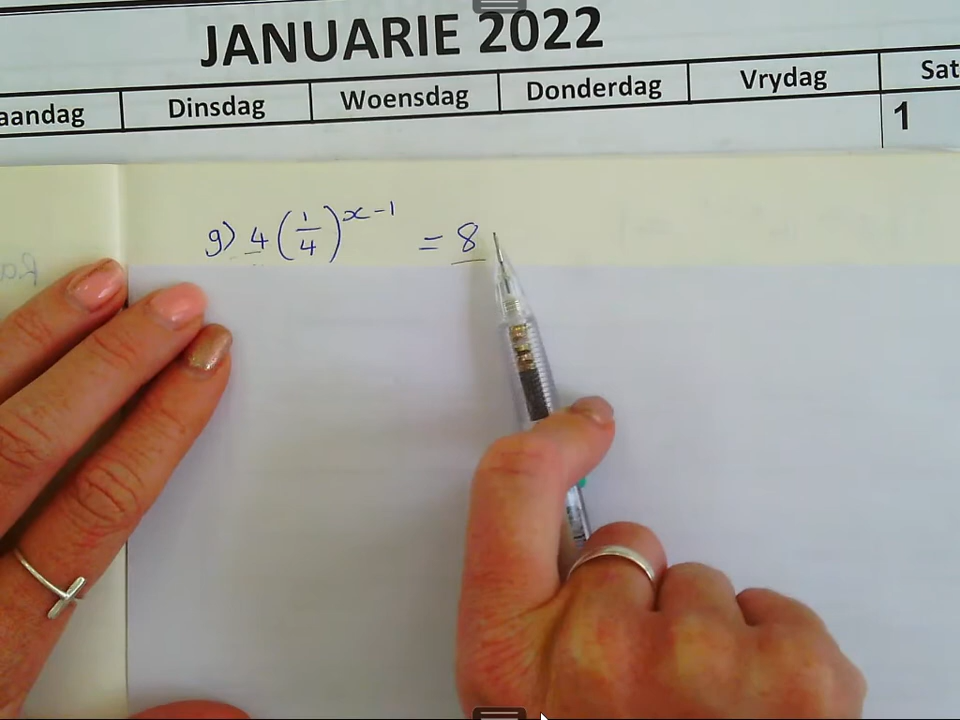 JANUARIE 2022
aandag Dinsdag Woensdag Donderdag Vrydag Sat
1
g) 4(1/4)^{x-1} = 8